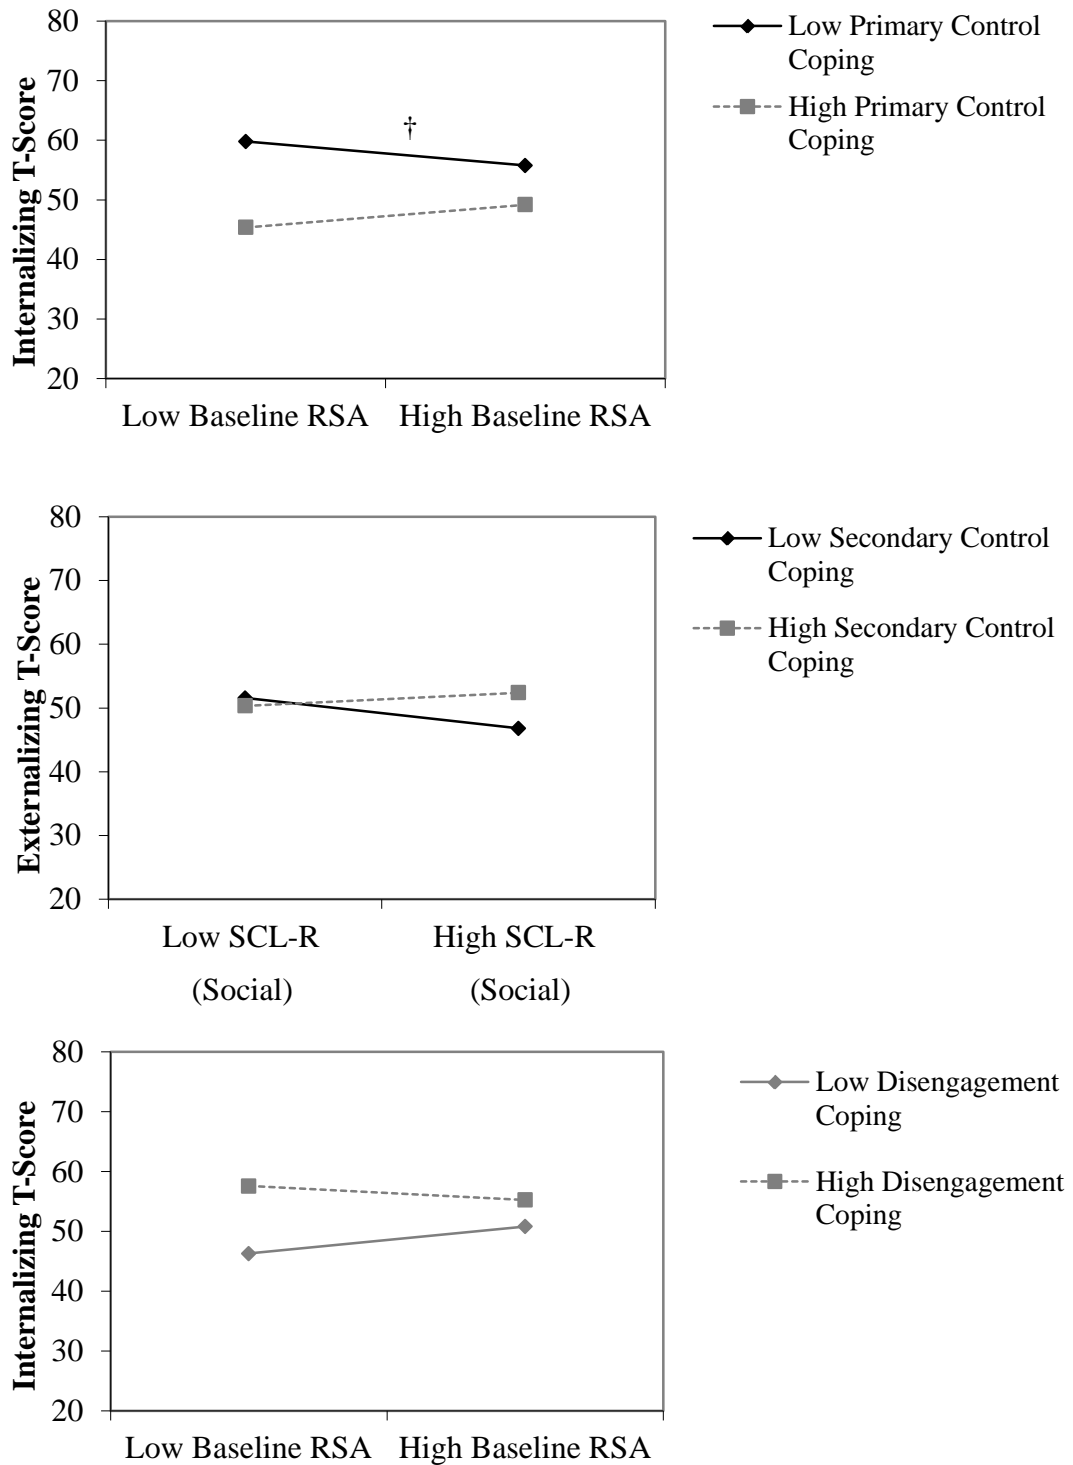 80
70
60
50
40
30
20
Internalizing T-Score
†
Low Baseline RSA High Baseline RSA
Low Primary Control
Coping
High Primary Control
Coping
80
70
60
50
40
30
20
Externalizing T-Score
Low SCL-R
(Social)
High SCL-R
(Social)
Low Secondary Control
Coping
High Secondary Control
Coping
80
70
60
50
40
30
20
Internalizing T-Score
Low Baseline RSA High Baseline RSA
Low Disengagement
Coping
High Disengagement
Coping